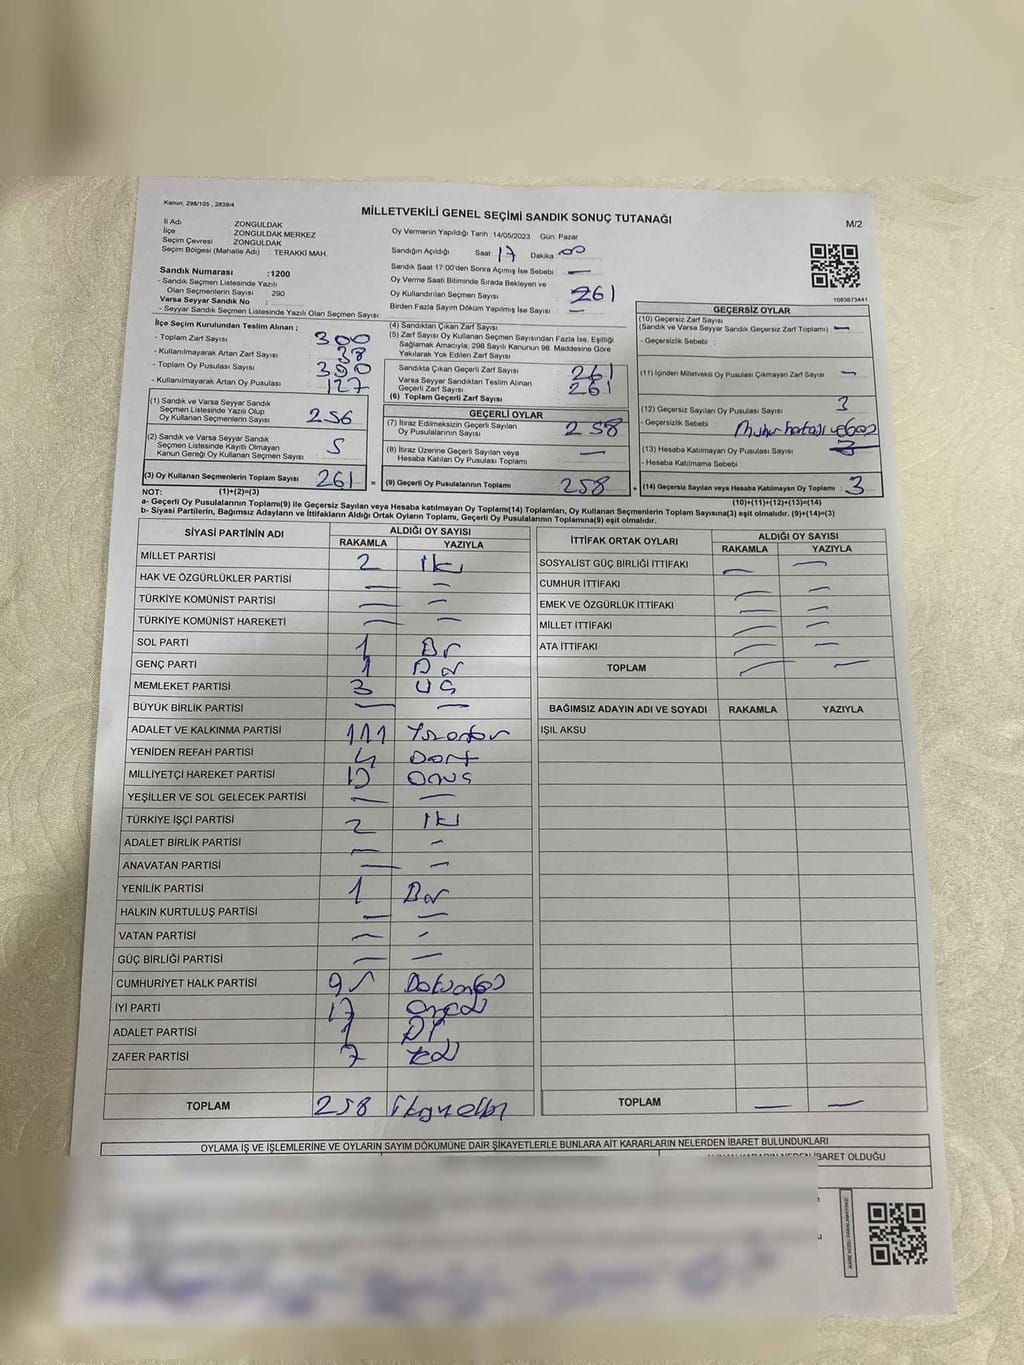 Kanun, 298/105 , 2839/4
MİLLETVEKİLİ GENEL SEÇİMİ SANDIK SONUÇ TUTANAĞI
M/2
İl Adı ZONGULDAK
İlçe ZONGULDAK MERKEZ
Seçim Çevresi ZONGULDAK
Seçim Bölgesi (Mahalle Adı) : TERAKKİ MAH.
Oy Vermenin Yapıldığı Tarih :14/05/2023 Gün: Pazar
Sandığın Açıldığı Saat 17 Dakika 00
Sandık Saat 17:00'den Sonra Açılmış İse Sebebi: —
Oy Verme Saati Bitiminde Sırada Bekleyen ve
Oy Kullandırılan Seçmen Sayısı 261
Birden Fazla Sayım Döküm Yapılmış İse Sayısı : —
1083673441
Sandık Numarası :1200
- Sandık Seçmen Listesinde Yazılı
Olan Seçmenlerin Sayısı 290
Varsa Seyyar Sandık No :
- Seyyar Sandık Seçmen Listesinde Yazılı Olan Seçmen Sayısı
İlçe Seçim Kurulundan Teslim Alınan ;
- Toplam Zarf Sayısı 300
- Kullanılmayarak Artan Zarf Sayısı 38
- Toplam Oy Pusulası Sayısı
- Kullanılmayarak Artan Oy Pusulası 127
(1) Sandık ve Varsa Seyyar Sandık
Seçmen Listesinde Yazılı Olup
Oy Kullanan Seçmenlerin Sayısı 256
(2) Sandık ve Varsa Seyyar Sandık
Seçmen Listesinde Kayıtlı Olmayan
Kanun Gereği Oy Kullanan Seçmen Sayısı 5
(3) Oy Kullanan Seçmenlerin Toplam Sayısı 261 =
(4) Sandıktan Çıkan Zarf Sayısı
(5) Zarf Sayısı Oy Kullanan Seçmen Sayısından Fazla İse, Eşitliği
Sağlamak Amacıyla, 298 Sayılı Kanunun 98. Maddesine Göre
Yakılarak Yok Edilen Zarf Sayısı
Sandıkta Çıkan Geçerli Zarf Sayısı 261
Varsa Seyyar Sandıktan Teslim Alınan
Geçerli Zarf Sayısı
(6) Toplam Geçerli Zarf Sayısı 261
GEÇERLİ OYLAR
(7) İtiraz Edilmeksizin Geçerli Sayılan
Oy Pusulalarının Sayısı 258
(8) İtiraz Üzerine Geçerli Sayılan veya
Hesaba Katılan Oy Pusulası Toplamı —
(9) Geçerli Oy Pusulalarının Toplamı 258 +
GEÇERSİZ OYLAR
(10) Geçersiz Zarf Sayısı
(Sandık ve Varsa Seyyar Sandık Geçersiz Zarf Toplamı) —
- Geçersizlik Sebebi :
(11) İçinden Milletvekili Oy Pusulası Çıkmayan Zarf Sayısı —
(12) Geçersiz Sayılan Oy Pusulası Sayısı 3
- Geçersizlik Sebebi :
(13) Hesaba Katılmayan Oy Pusulası Sayısı
- Hesaba Katılmama Sebebi
(14) Geçersiz Sayılan veya Hesaba Katılmayan Oy Toplamı 3
NOT: (1)+(2)=(3) (10)+(11)+(12)+(13)=(14)
a- Geçerli Oy Pusulalarının Toplamı(9) ile Geçersiz Sayılan veya Hesaba katılmayan Oy Toplamı(14) Toplamları, Oy Kullanan Seçmenlerin Toplam Sayısına(3) eşit olmalıdır. (9)+(14)=(3)
b- Siyasi Partilerin, Bağımsız Adayların ve İttifakların Aldığı Ortak Oyların Toplamı, Geçerli Oy Pusulalarının Toplamına(9) eşit olmalıdır.
SİYASİ PARTİNİN ADI ALDIĞI OY SAYISI
RAKAMLA YAZIYLA
MİLLET PARTİSİ 2 İki
HAK VE ÖZGÜRLÜKLER PARTİSİ — —
TÜRKİYE KOMÜNİST PARTİSİ — —
TÜRKİYE KOMÜNİST HAREKETİ — —
SOL PARTİ 1 Bir
GENÇ PARTİ 1 Bir
MEMLEKET PARTİSİ 3 Üç
BÜYÜK BİRLİK PARTİSİ — —
ADALET VE KALKINMA PARTİSİ 111
YENİDEN REFAH PARTİSİ 4 Dört
MİLLİYETÇİ HAREKET PARTİSİ
YEŞİLLER VE SOL GELECEK PARTİSİ — —
TÜRKİYE İŞÇİ PARTİSİ 2 İki
ADALET BİRLİK PARTİSİ — —
ANAVATAN PARTİSİ — —
YENİLİK PARTİSİ 1 Bir
HALKIN KURTULUŞ PARTİSİ — —
VATAN PARTİSİ — —
GÜÇ BİRLİĞİ PARTİSİ — —
CUMHURİYET HALK PARTİSİ 95
İYİ PARTİ 17
ADALET PARTİSİ 1
ZAFER PARTİSİ 7
TOPLAM 258
İTTİFAK ORTAK OYLARI ALDIĞI OY SAYISI
RAKAMLA YAZIYLA
SOSYALİST GÜÇ BİRLİĞİ İTTİFAKI — —
CUMHUR İTTİFAKI — —
EMEK VE ÖZGÜRLÜK İTTİFAKI — —
MİLLET İTTİFAKI — —
ATA İTTİFAKI — —
TOPLAM — —
BAĞIMSIZ ADAYIN ADI VE SOYADI RAKAMLA YAZIYLA
IŞIL AKSU
TOPLAM — —
OYLAMA İŞ VE İŞLEMLERİNE VE OYLARIN SAYIM DÖKÜMÜNE DAİR ŞİKAYETLERLE BUNLARA AİT KARARLARIN NELERDEN İBARET BULUNDUKLARI
İBARET OLDUĞU